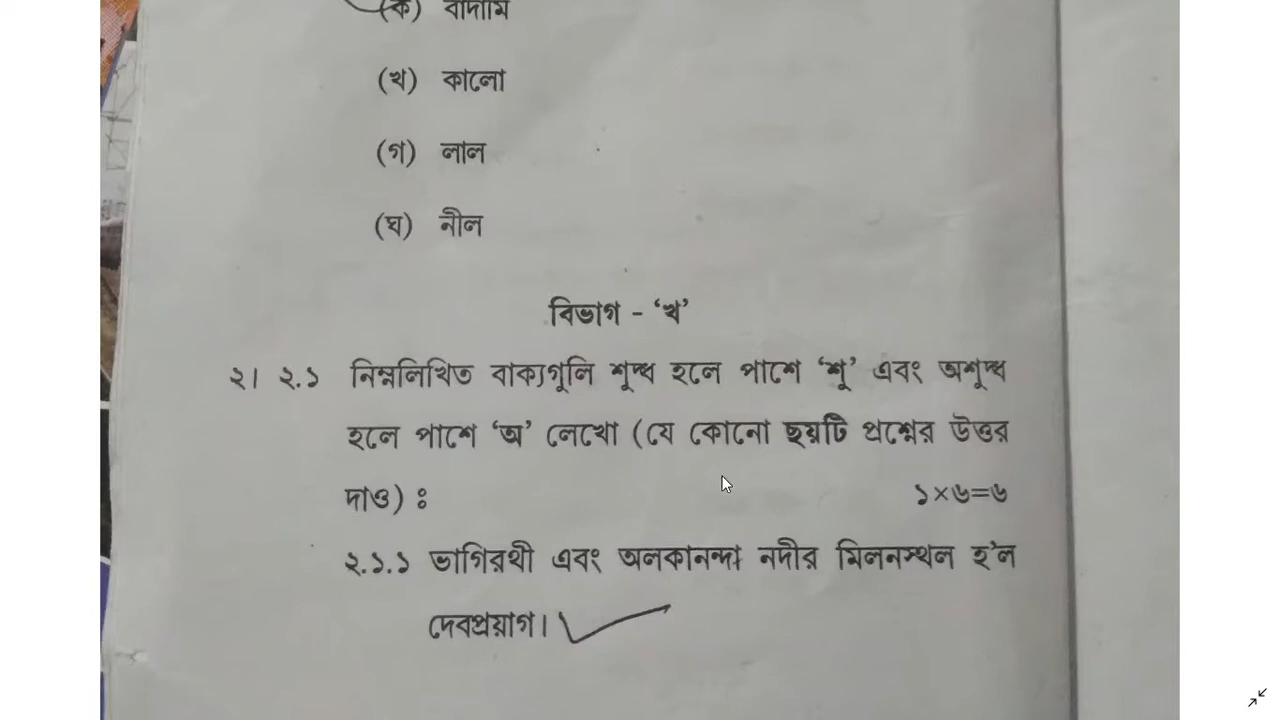 (ক) বাদামি
(খ) কালো
(গ) লাল
(ঘ) নীল
বিভাগ - ‘খ’
২। ২.১ নিম্নলিখিত বাক্যগুলি শুদ্ধ হলে পাশে ‘শু’ এবং অশুদ্ধ
হলে পাশে ‘অ’ লেখো (যে কোনো ছয়টি প্রশ্নের উত্তর
দাও) ঃ ১×৬=৬
২.১.১ ভাগিরথী এবং অলকানন্দা নদীর মিলনস্থল হ'ল
দেবপ্রয়াগ।